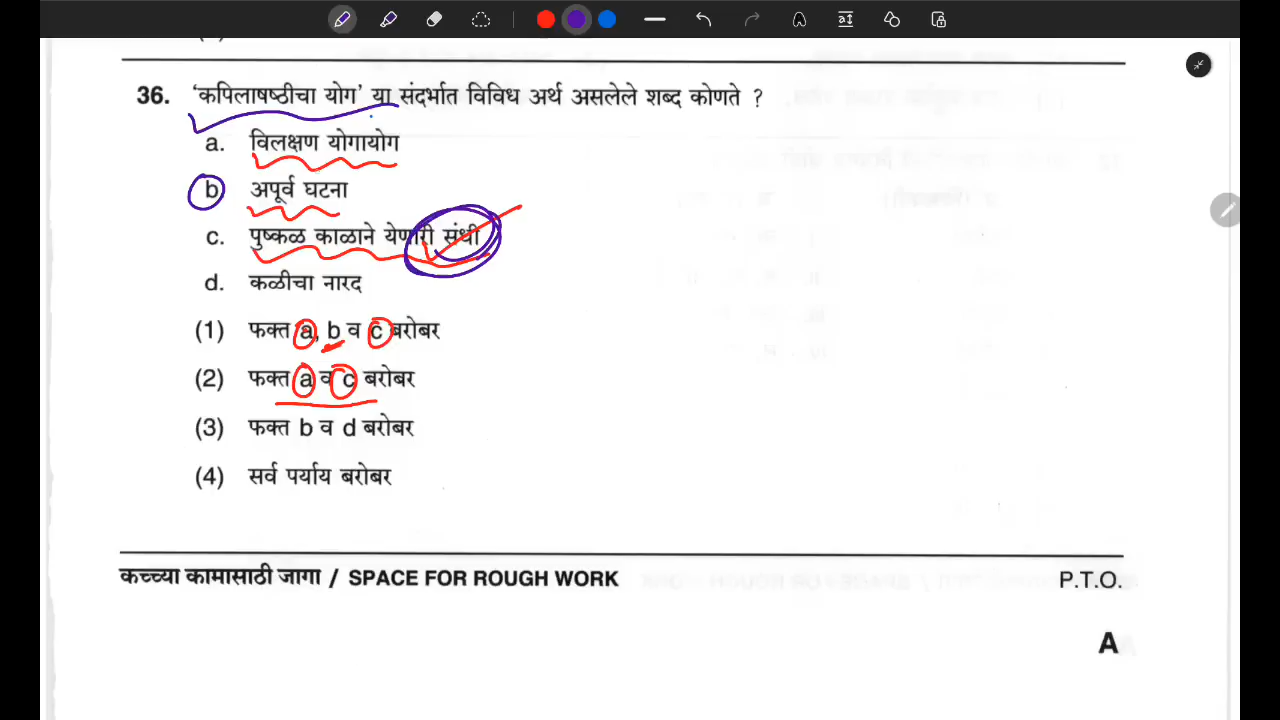 36. 'कपिलाषष्ठीचा योग' या संदर्भात विविध अर्थ असलेले शब्द कोणते ?
a. विलक्षण योगायोग
b अपूर्व घटना
c. पुष्कळ काळाने येणारी संधी
d. कळीचा नारद
(1) फक्त a, b व c बरोबर
(2) फक्त a व c बरोबर
(3) फक्त b व d बरोबर
(4) सर्व पर्याय बरोबर
कच्च्या कामासाठी जागा / SPACE FOR ROUGH WORK P.T.O.
A